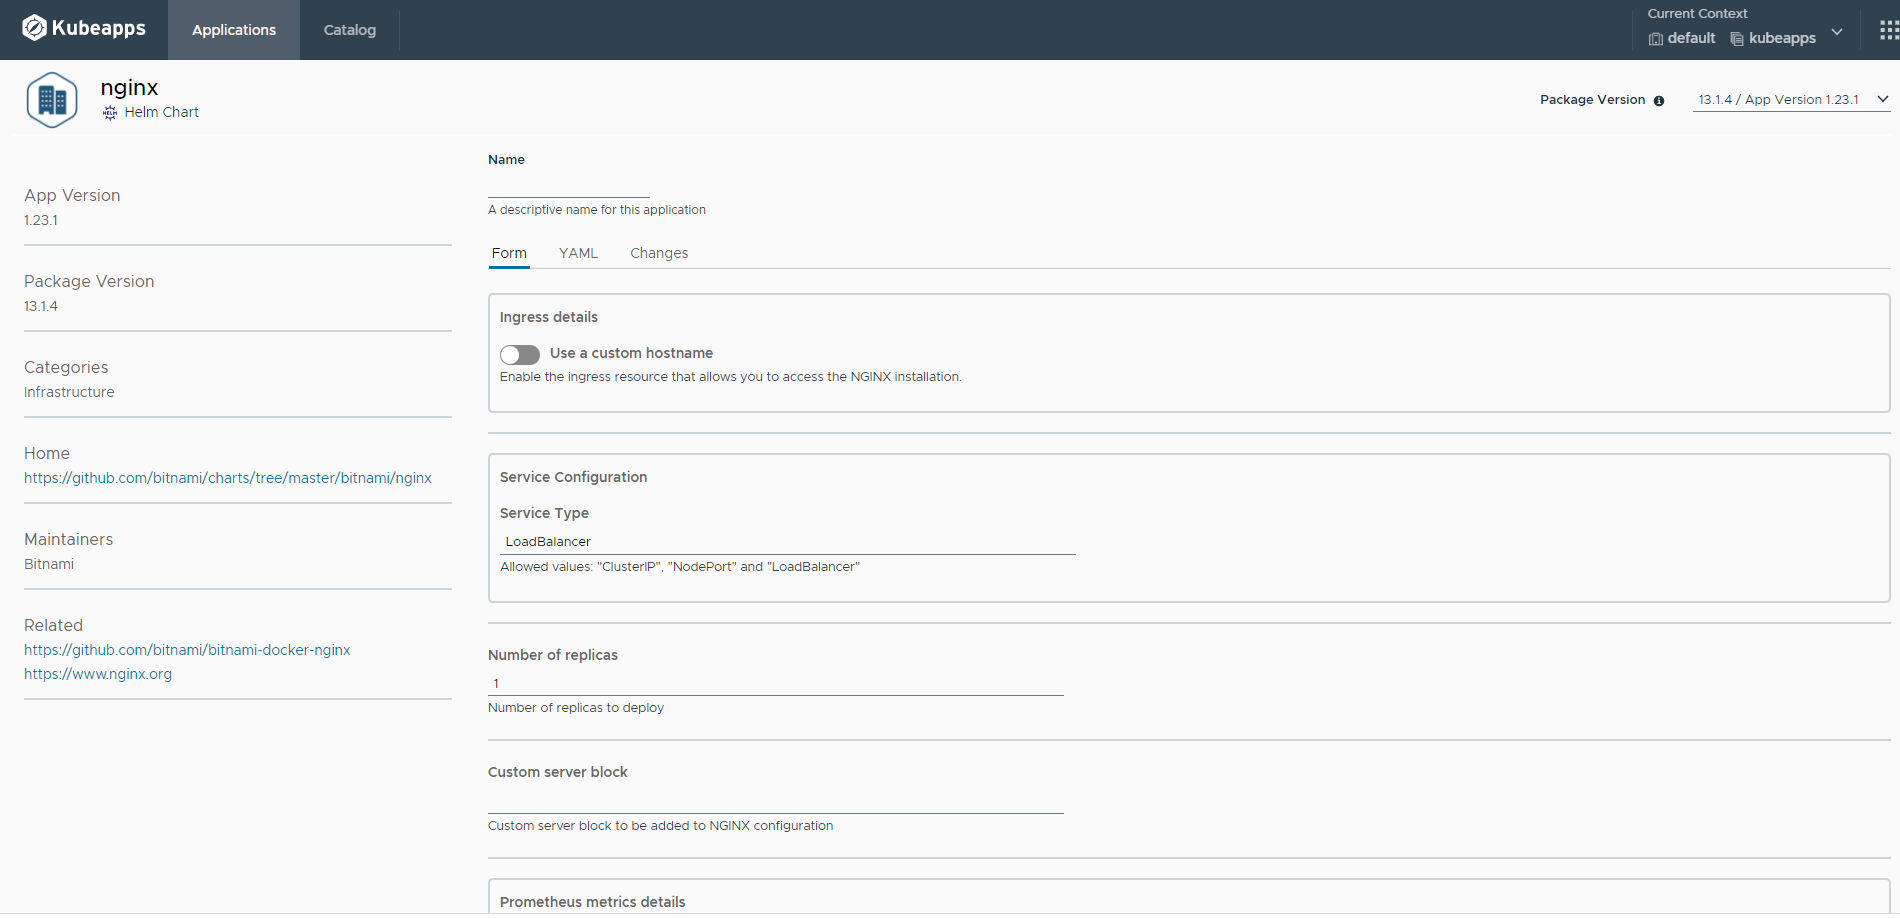 Kubeapps
Applications
Catalog
Current Context
default kubeapps
nginx
HELM Helm Chart
Package Version
13.1.4 / App Version 1.23.1
App Version
1.23.1
Package Version
13.1.4
Categories
Infrastructure
Home
https://github.com/bitnami/charts/tree/master/bitnami/nginx
Maintainers
Bitnami
Related
https://github.com/bitnami/bitnami-docker-nginx
https://www.nginx.org
Name
A descriptive name for this application
Form YAML Changes
Ingress details
Use a custom hostname
Enable the ingress resource that allows you to access the NGINX installation.
Service Configuration
Service Type
LoadBalancer
Allowed values: "ClusterIP", "NodePort" and "LoadBalancer"
Number of replicas
1
Number of replicas to deploy
Custom server block
Custom server block to be added to NGINX configuration
Prometheus metrics details